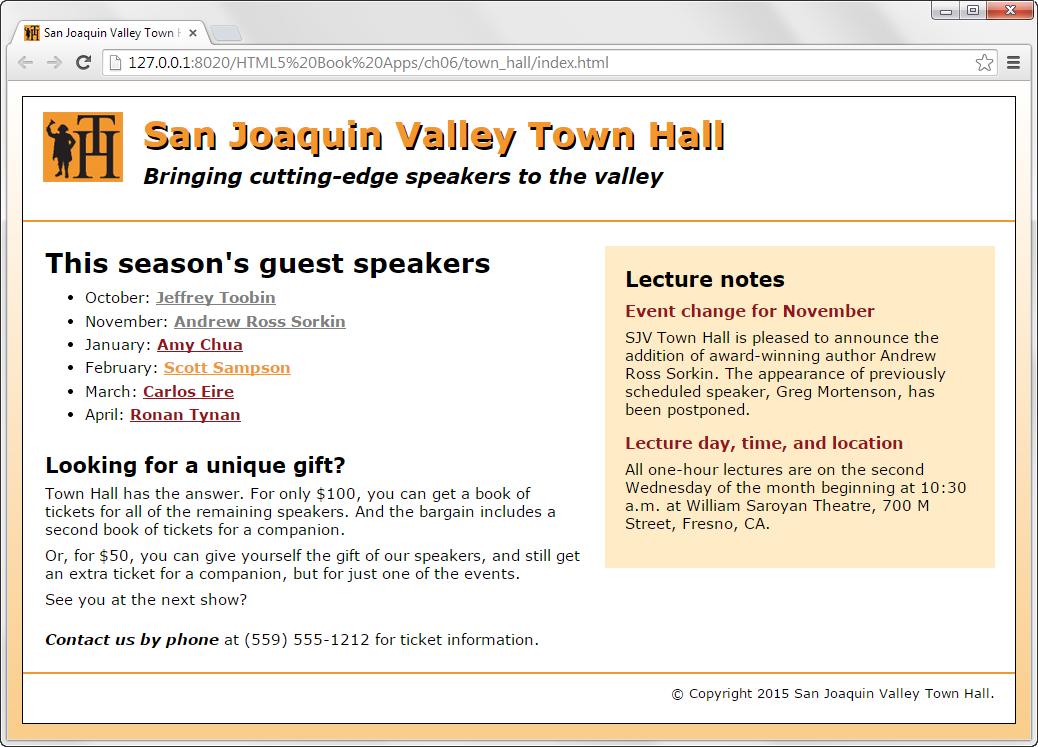 San Joaquin Valley Town
127.0.0.1:8020/HTML5%20Book%20Apps/ch06/town_hall/index.html
TH
San Joaquin Valley Town Hall
Bringing cutting-edge speakers to the valley
This season's guest speakers
• October: Jeffrey Toobin
• November: Andrew Ross Sorkin
• January: Amy Chua
• February: Scott Sampson
• March: Carlos Eire
• April: Ronan Tynan
Looking for a unique gift?
Town Hall has the answer. For only $100, you can get a book of
tickets for all of the remaining speakers. And the bargain includes a
second book of tickets for a companion.
Or, for $50, you can give yourself the gift of our speakers, and still get
an extra ticket for a companion, but for just one of the events.
See you at the next show?
Contact us by phone at (559) 555-1212 for ticket information.
Lecture notes
Event change for November
SJV Town Hall is pleased to announce the
addition of award-winning author Andrew
Ross Sorkin. The appearance of previously
scheduled speaker, Greg Mortenson, has
been postponed.
Lecture day, time, and location
All one-hour lectures are on the second
Wednesday of the month beginning at 10:30
a.m. at William Saroyan Theatre, 700 M
Street, Fresno, CA.
© Copyright 2015 San Joaquin Valley Town Hall.